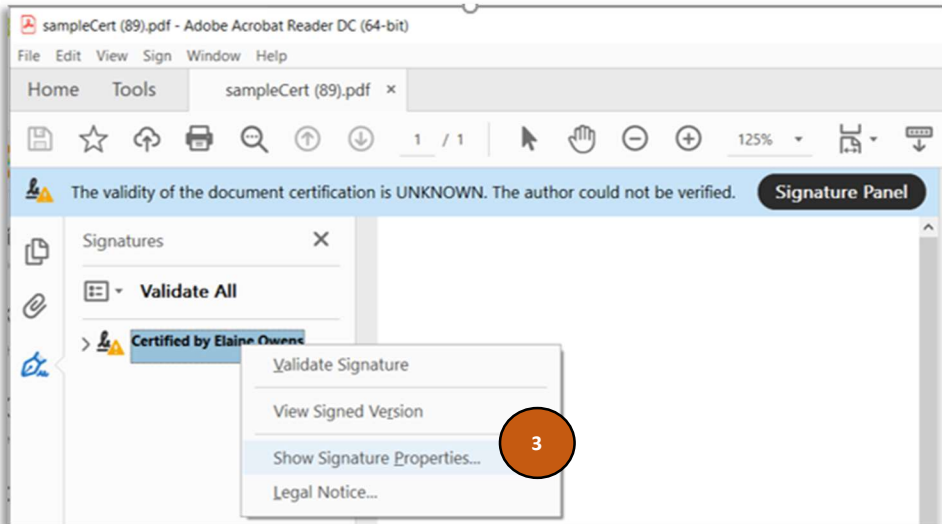 sampleCert (89).pdf - Adobe Acrobat Reader DC (64-bit)
File Edit View Sign Window Help
Home Tools sampleCert (89).pdf ×
1 / 1 125%
The validity of the document certification is UNKNOWN. The author could not be verified. Signature Panel
Signatures
Validate All
Certified by Elaine Owens
Validate Signature
View Signed Version
Show Signature Properties... 3
Legal Notice...